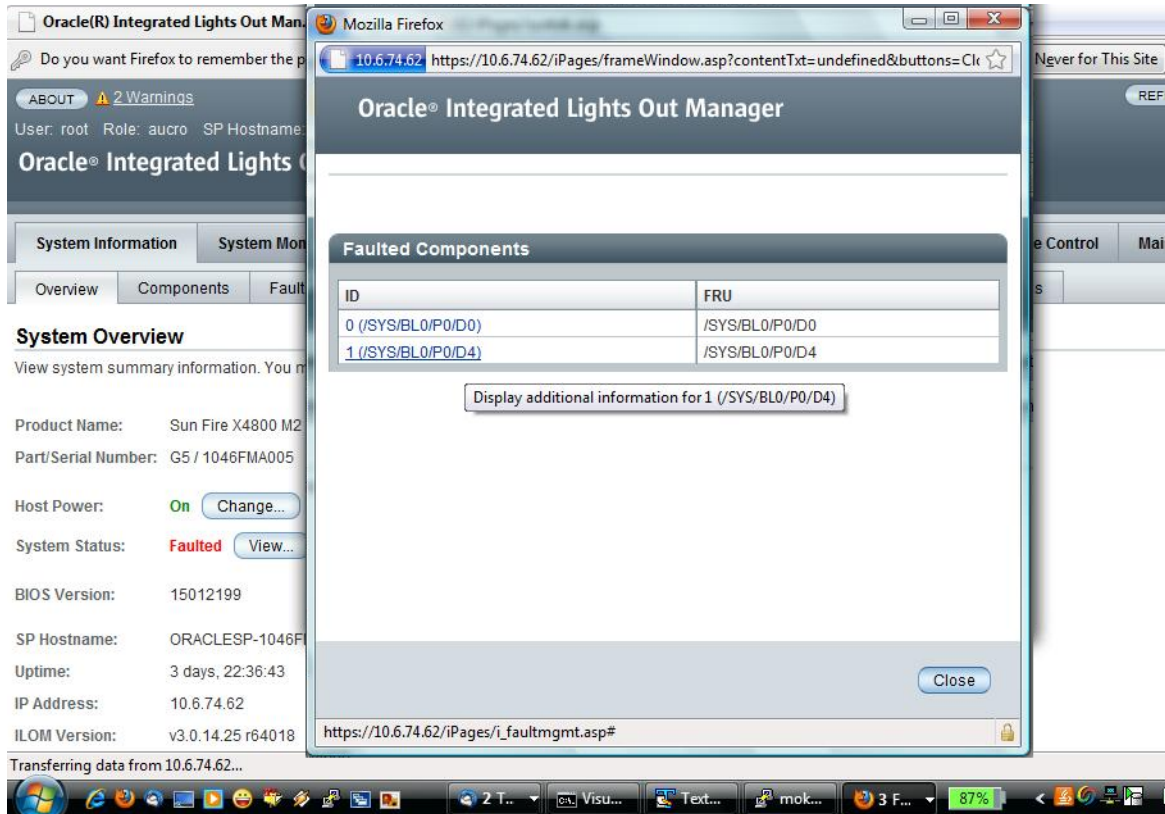 Oracle(R) Integrated Lights Out Man.
Do you want Firefox to remember the p
Never for This Site
ABOUT 2 Warnings
REF
User: root Role: aucro SP Hostname:
Oracle® Integrated Lights
System Information System Mon
e Control Mai
Overview Components Fault
s
System Overview
View system summary information. You m
Product Name: Sun Fire X4800 M2
Part/Serial Number: G5 / 1046FMA005
Host Power: On Change...
System Status: Faulted View...
BIOS Version: 15012199
SP Hostname: ORACLESP-1046F
Uptime: 3 days, 22:36:43
IP Address: 10.6.74.62
ILOM Version: v3.0.14.25 r64018
Transferring data from 10.6.74.62...
Mozilla Firefox
10.6.74.62 https://10.6.74.62/iPages/frameWindow.asp?contentTxt=undefined&buttons=Clo
Oracle® Integrated Lights Out Manager
Faulted Components
ID FRU
0 (/SYS/BL0/P0/D0) /SYS/BL0/P0/D0
1 (/SYS/BL0/P0/D4) /SYS/BL0/P0/D4
Display additional information for 1 (/SYS/BL0/P0/D4)
Close
https://10.6.74.62/iPages/i_faultmgmt.asp#
2 T... Visu... Text... mok... 3 F... 87%